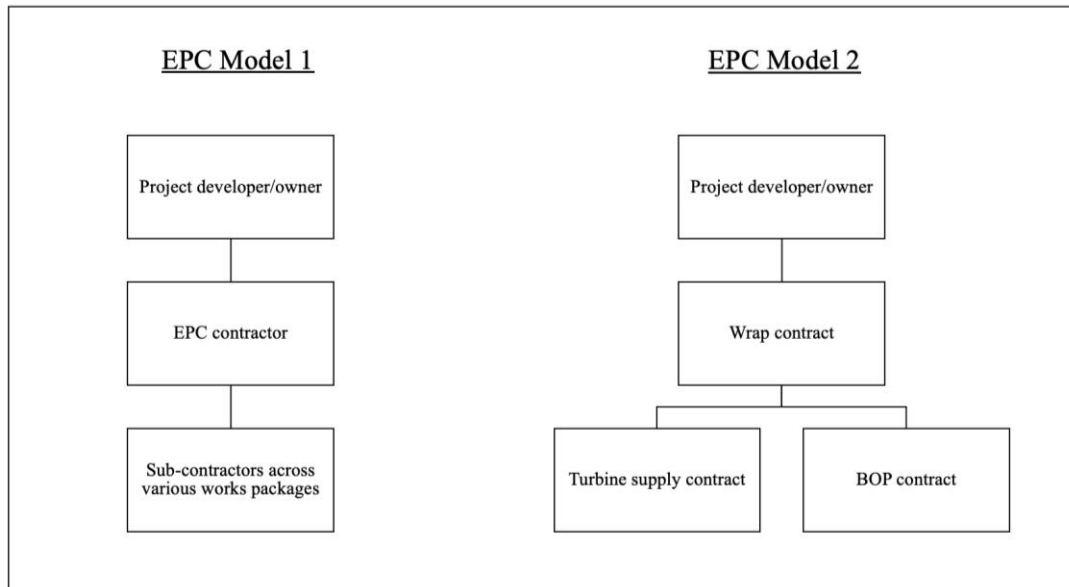 EPC Model 1
Project developer/owner
EPC contractor
Sub-contractors across
various works packages
EPC Model 2
Project developer/owner
Wrap contract
Turbine supply contract
BOP contract